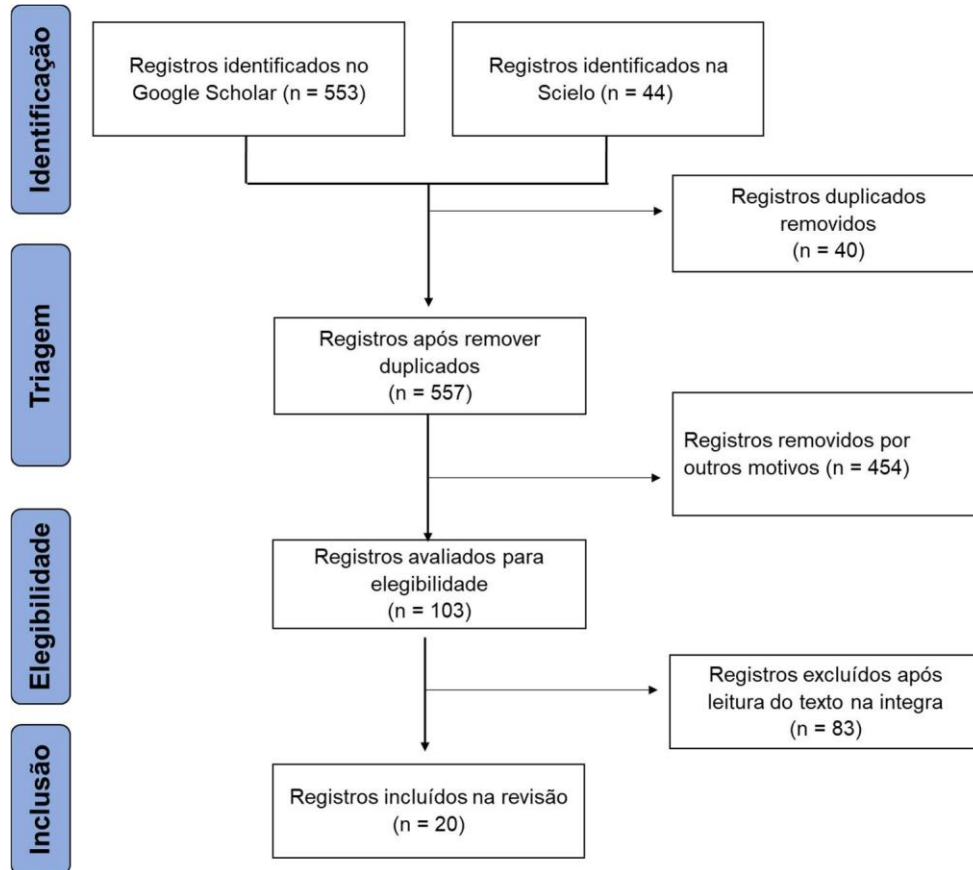 Identificação
Registros identificados no
Google Scholar (n = 553)
Registros identificados na
Scielo (n = 44)
Registros duplicados
removidos
(n = 40)
Triagem
Registros após remover
duplicados
(n = 557)
Registros removidos por
outros motivos (n = 454)
Elegibilidade
Registros avaliados para
elegibilidade
(n = 103)
Registros excluídos após
leitura do texto na integra
(n = 83)
Inclusão
Registros incluídos na revisão
(n = 20)